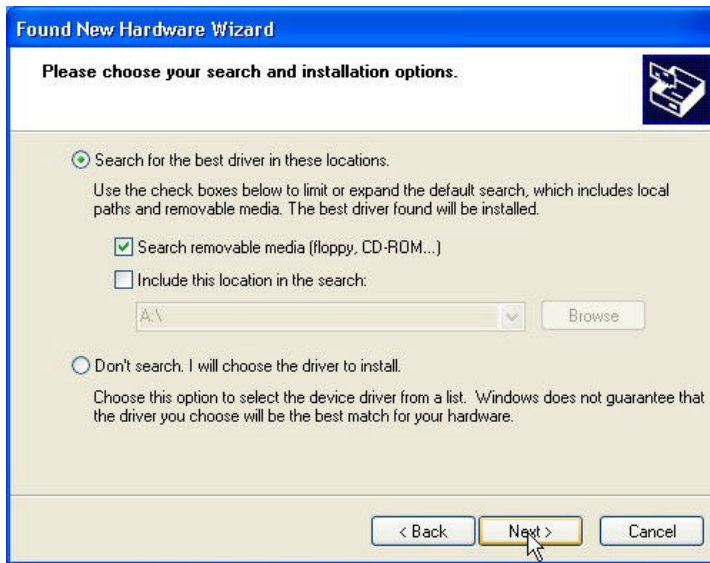 Found New Hardware Wizard
Please choose your search and installation options.
Search for the best driver in these locations.
Use the check boxes below to limit or expand the default search, which includes local
paths and removable media. The best driver found will be installed.
Search removable media (floppy, CD-ROM...)
Include this location in the search:
A:\
Browse
Don't search. I will choose the driver to install.
Choose this option to select the device driver from a list. Windows does not guarantee that
the driver you choose will be the best match for your hardware.
< Back
Next >
Cancel